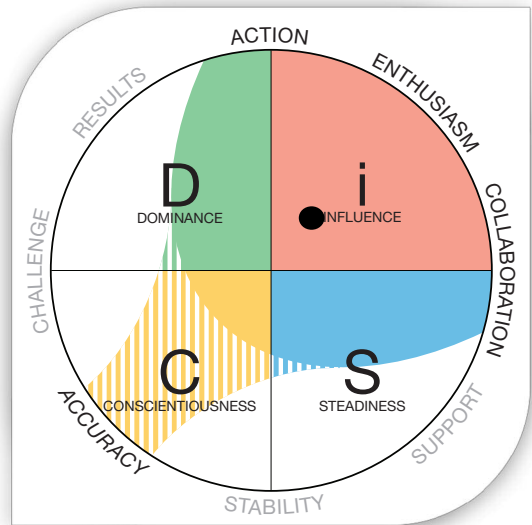 ACTION
ENTHUSIASM
RESULTS
D
i
DOMINANCE
INFLUENCE
COLLABORATION
CHALLENGE
C
S
CONSCIENTIOUSNESS
STEADINESS
ACCURACY
SUPPORT
STABILITY